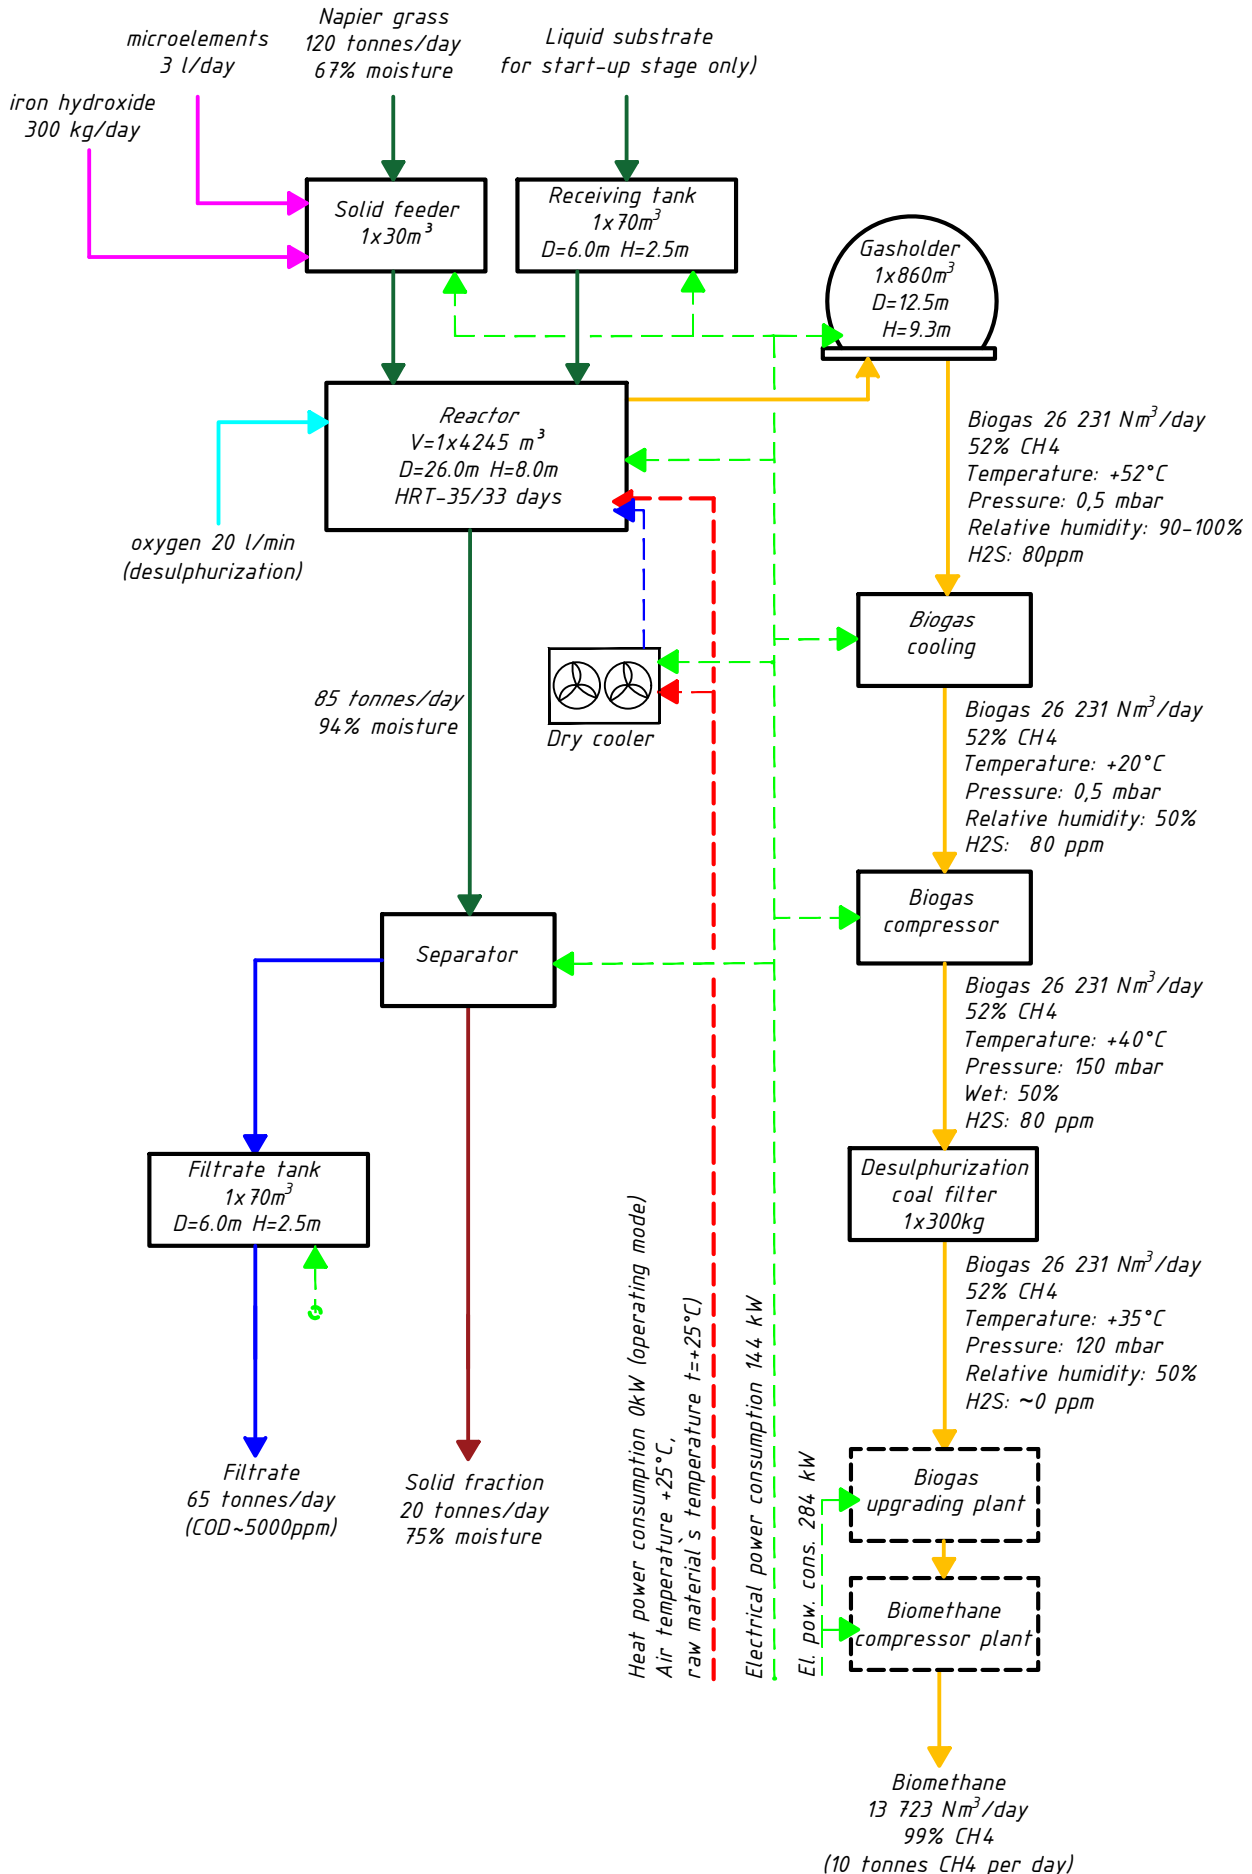 Napier grass
120 tonnes/day
67% moisture
microelements
3 l/day
Liquid substrate
for start-up stage only)
iron hydroxide
300 kg/day
Solid feeder
1x30m³
Receiving tank
1x70m³
D=6.0m H=2.5m
Gasholder
1x860m³
D=12.5m
H=9.3m
Reactor
V=1x4245 m³
D=26.0m H=8.0m
HRT-35/33 days
oxygen 20 l/min
(desulphurization)
Biogas 26 231 Nm³/day
52% CH4
Temperature: +52°C
Pressure: 0,5 mbar
Relative humidity: 90-100%
H2S: 80ppm
Biogas
cooling
85 tonnes/day
94% moisture
Dry cooler
Biogas 26 231 Nm³/day
52% CH4
Temperature: +20°C
Pressure: 0,5 mbar
Relative humidity: 50%
H2S: 80 ppm
Biogas
compressor
Separator
Biogas 26 231 Nm³/day
52% CH4
Temperature: +40°C
Pressure: 150 mbar
Wet: 50%
H2S: 80 ppm
Filtrate tank
1x70m³
D=6.0m H=2.5m
Desulphurization
coal filter
1x300kg
Biogas 26 231 Nm³/day
52% CH4
Temperature: +35°C
Pressure: 120 mbar
Relative humidity: 50%
H2S: ~0 ppm
Heat power consumption 0kW (operating mode)
Air temperature +25°C,
raw material`s temperature t=+25°C)
Electrical power consumption 144 kW
El. pow. cons. 284 kW
Filtrate
65 tonnes/day
(COD~5000ppm)
Solid fraction
20 tonnes/day
75% moisture
Biogas
upgrading plant
Biomethane
compressor plant
Biomethane
13 723 Nm³/day
99% CH4
(10 tonnes CH4 per day)